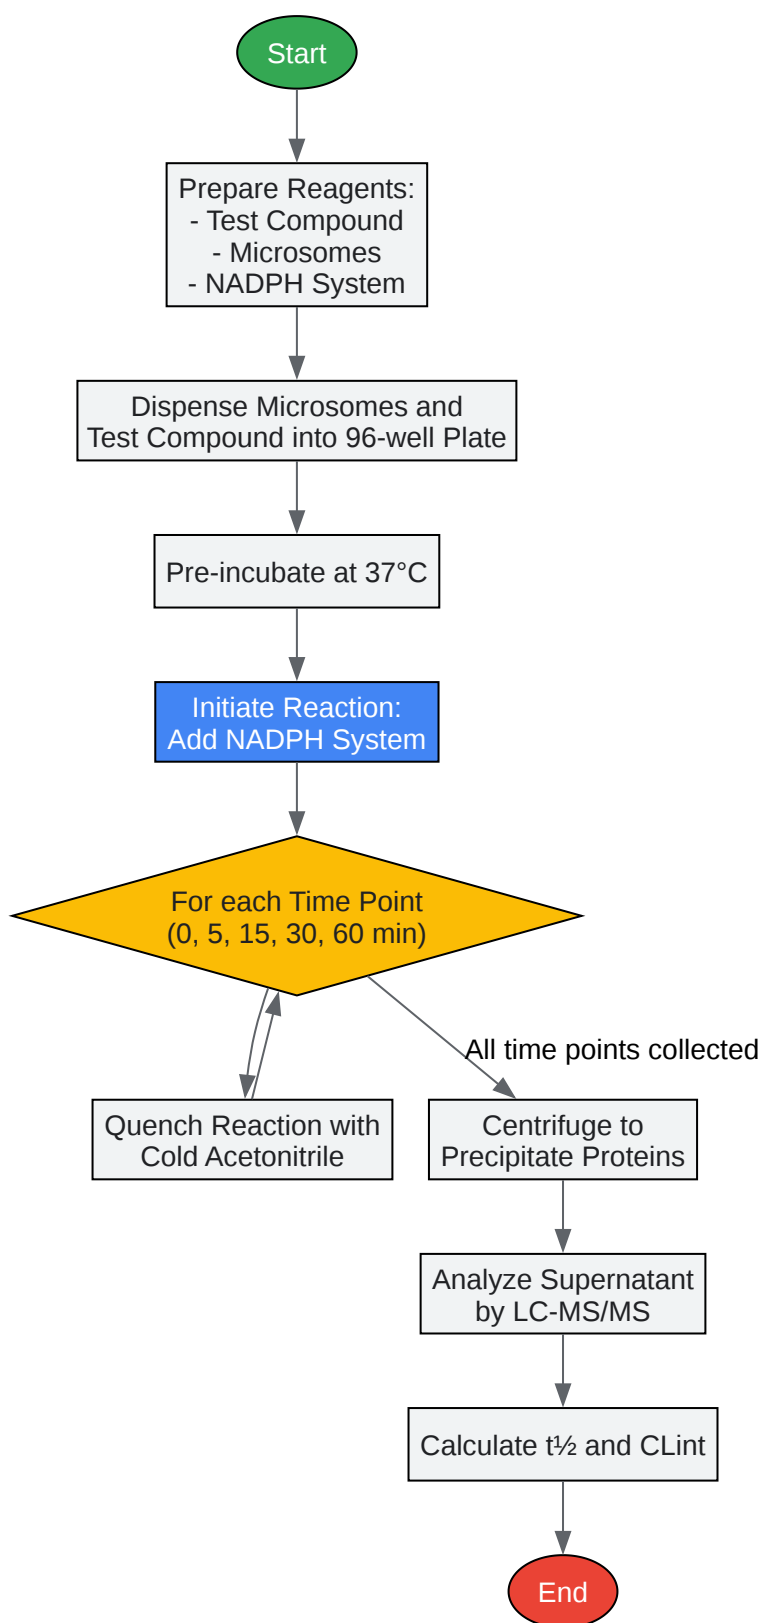 Start
Prepare Reagents:
- Test Compound
- Microsomes
- NADPH System
Dispense Microsomes and
Test Compound into 96-well Plate
Pre-incubate at 37°C
Initiate Reaction:
Add NADPH System
For each Time Point
(0, 5, 15, 30, 60 min)
All time points collected
Quench Reaction with
Cold Acetonitrile
Centrifuge to
Precipitate Proteins
Analyze Supernatant
by LC-MS/MS
Calculate t½ and CLint
End